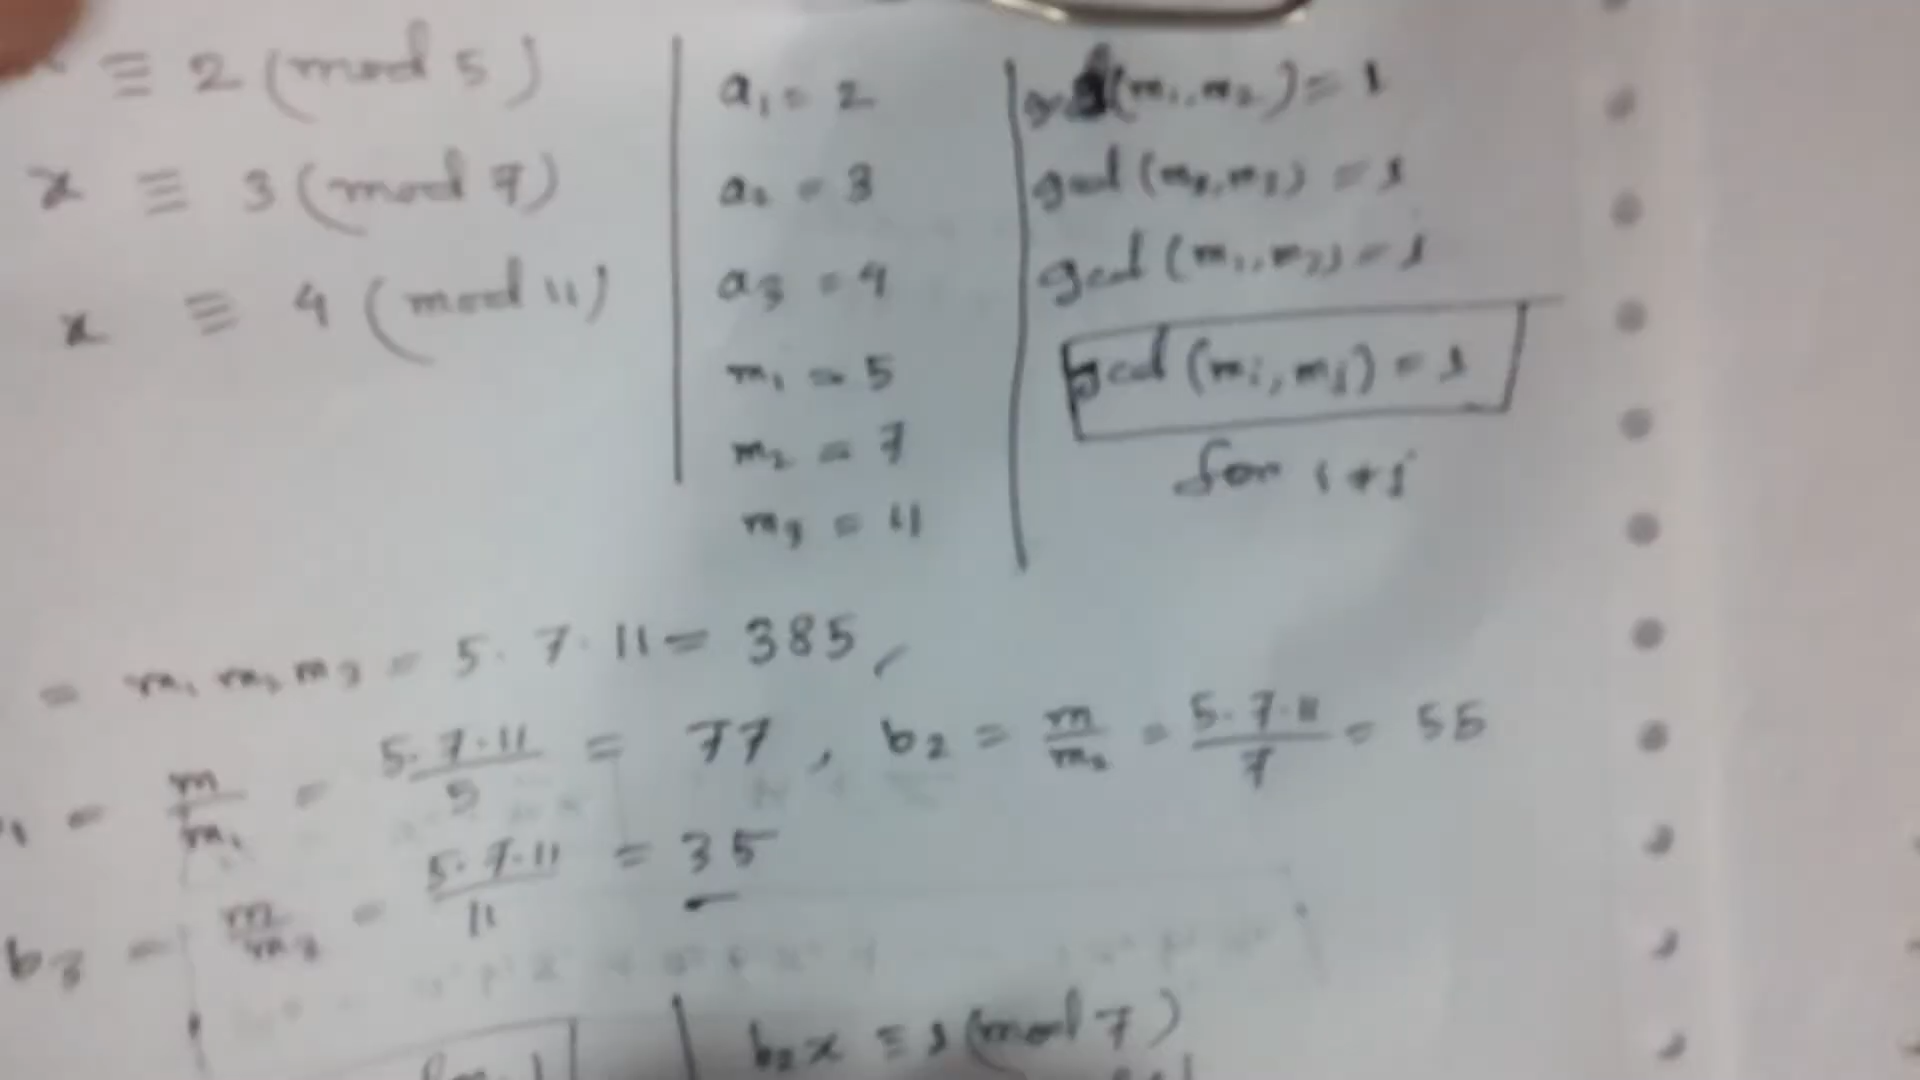 ≡ 2 (mod 5)
x ≡ 3 (mod 7)
x ≡ 4 (mod 11)
a₁ = 2
a₂ = 3
a₃ = 4
m₁ = 5
m₂ = 7
m₃ = 11
(m₁, m₂) = 1
gcd (m₂, m₃) = 1
gcd (m₁, m₃) = 1
gcd (mᵢ, mⱼ) = 1
for i ≠ j
= m₁ m₂ m₃ = 5 · 7 · 11 = 385,
₁ = m/m₁ = 5·7·11/5 = 77, b₂ = m/m₂ = 5·7·11/7 = 55
b₃ = m/m₃ = 5·7·11/11 = 35
b₂x ≡ 1 (mod 7)